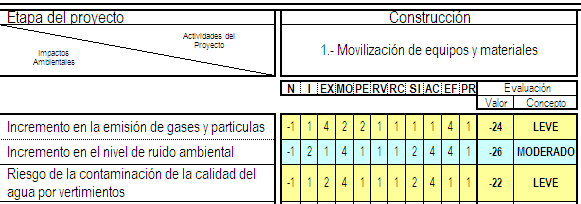 Etapa del proyecto Construcción
Actividades del
Proyecto
Impactos
Ambientales
1.- Movilización de equipos y materiales
N I EX MO PE RV RC SI AC EF PR Evaluación
Valor Concepto
Incremento en la emisión de gases y particulas -1 1 4 2 2 1 1 1 1 4 1 -24 LEVE
Incremento en el nivel de ruido ambiental -1 2 1 4 1 1 1 2 4 4 1 -26 MODERADO
Riesgo de la contaminación de la calidad del
agua por vertimientos -1 1 2 4 1 1 1 2 4 1 1 -22 LEVE